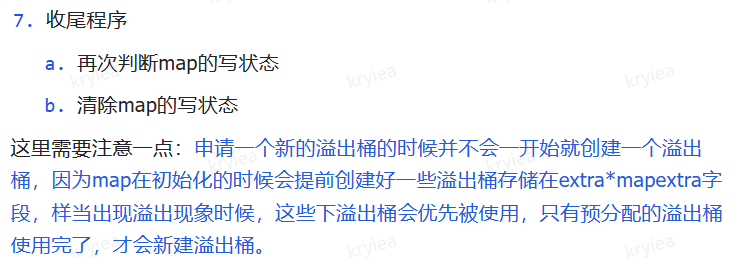 7. 收尾程序
a. 再次判断map的写状态
b. 清除map的写状态
这里需要注意一点：申请一个新的溢出桶的时候并不会一开始就创建一个溢出
桶，因为map在初始化的时候会提前创建好一些溢出桶存储在extra*mapextra字
段，样当出现溢出现象时候，这些下溢出桶会优先被使用，只有预分配的溢出桶
使用完了，才会新建溢出桶。
kryiea
kryiea
kryiea
kryiea
kryiea
kryiea
kryiea
kryiea
kryiea